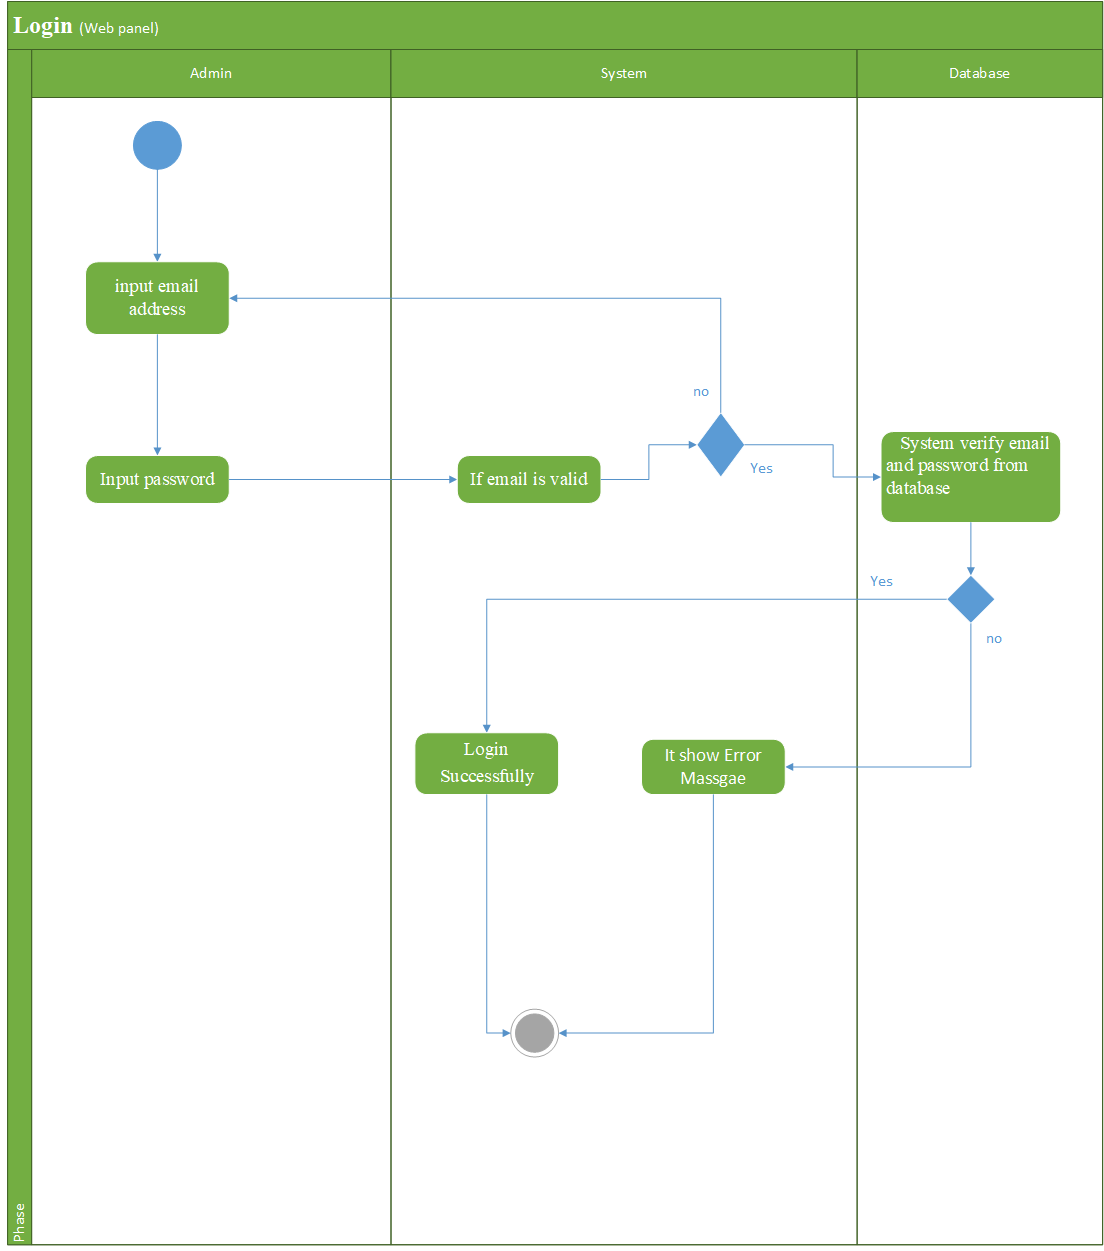 Login (Web panel)
Admin
System
Database
input email
address
no
Input password
If email is valid
Yes
System verify email
and password from
database
Yes
no
Login
Successfully
It show Error
Massgae
Phase